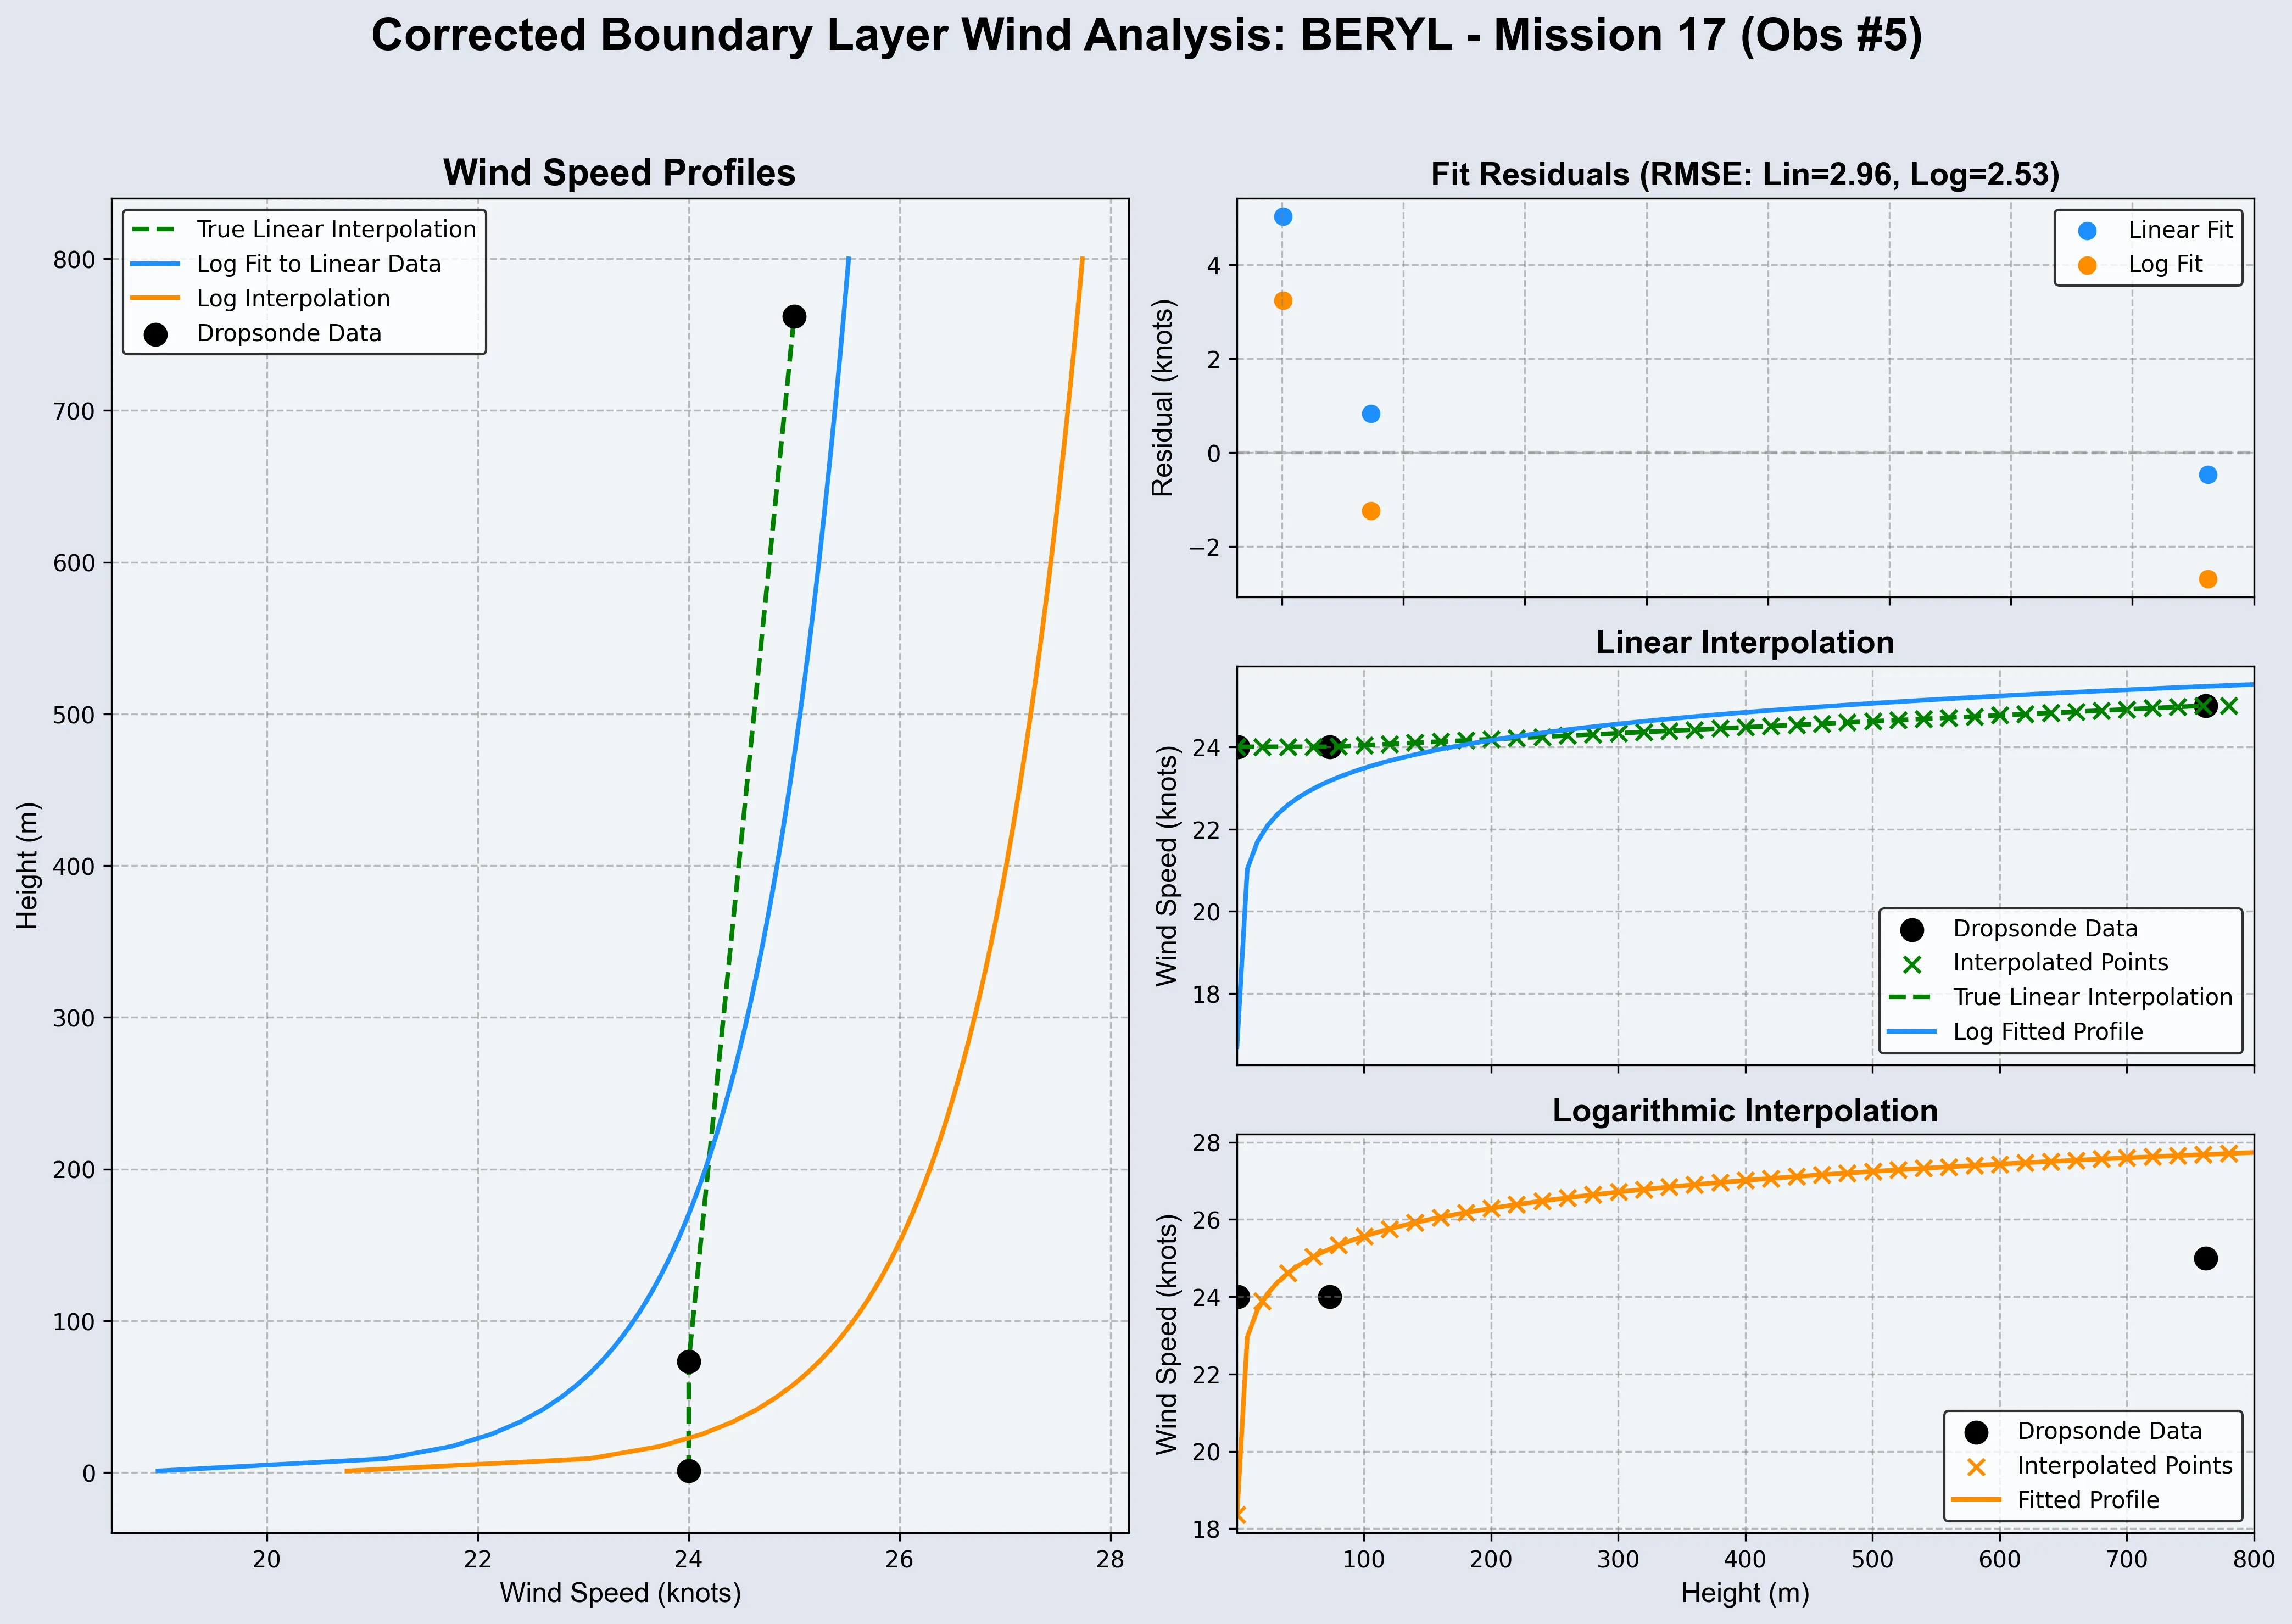 Corrected Boundary Layer Wind Analysis: BERYL - Mission 17 (Obs #5)
Wind Speed Profiles
True Linear Interpolation
Log Fit to Linear Data
Log Interpolation
Dropsonde Data
800
700
600
500
400
300
200
100
0
Height (m)
20
22
24
26
28
Wind Speed (knots)
Fit Residuals (RMSE: Lin=2.96, Log=2.53)
Linear Fit
Log Fit
4
2
0
−2
Residual (knots)
Linear Interpolation
24
22
20
18
Wind Speed (knots)
Dropsonde Data
Interpolated Points
True Linear Interpolation
Log Fitted Profile
Logarithmic Interpolation
28
26
24
22
20
18
Wind Speed (knots)
Dropsonde Data
Interpolated Points
Fitted Profile
100
200
300
400
500
600
700
800
Height (m)